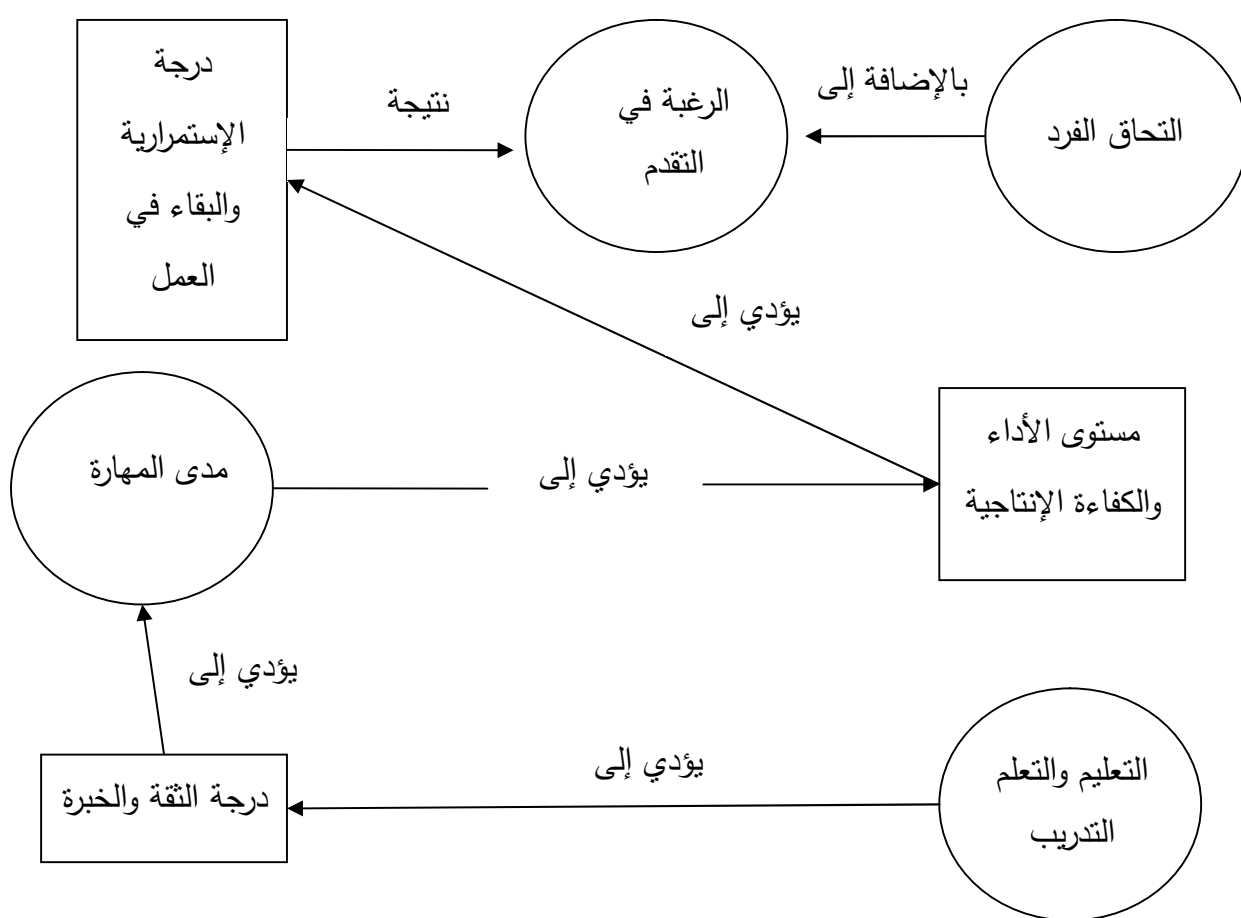 التحاق الفرد
بالإضافة إلى
الرغبة في
التقدم
نتيجة
درجة
الإستمرارية
والبقاء في
العمل
يؤدي إلى
مستوى الأداء
والكفاءة الإنتاجية
يؤدي إلى
مدى المهارة
يؤدي إلى
التعليم والتعلم
التدريب
يؤدي إلى
درجة الثقة والخبرة